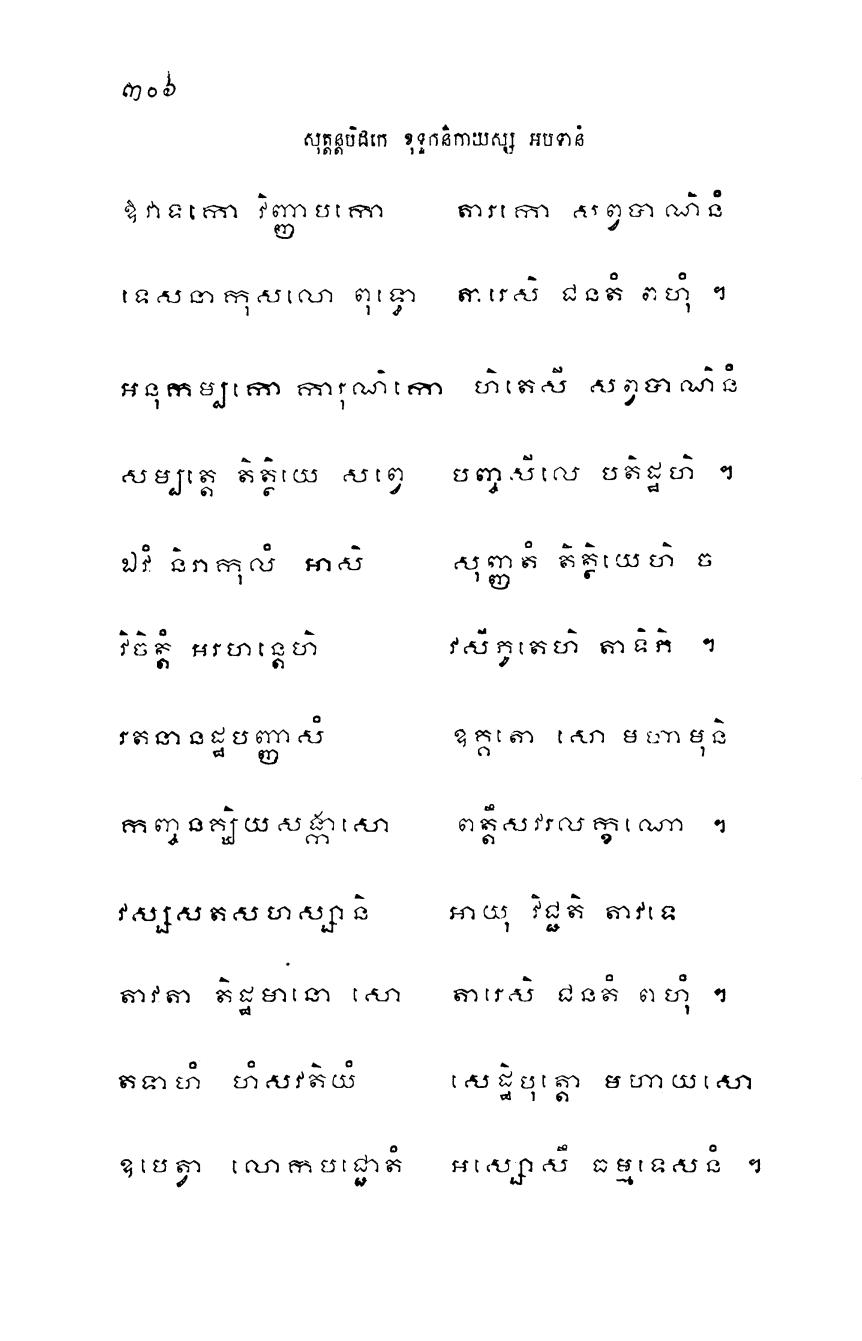 ៣០៦
សុត្តន្តបិដកេ ខុទ្ទកនិកាយស្ស អបទានំ
ឱវាទកោ វិញ្ញាបកោ តារកោ សព្វបាណិនំ
ទេសនាកុសលោ ពុទ្ធោ តារេសិ ជនតំ ពហុំ ។
អនុកម្បកោ ការុណិកោ ហិតេសី សព្វបាណិនំ
សម្បត្តេ តិត្ថិយេ សព្វេ បញ្ចសីលេ បតិដ្ឋហិ ។
ឯវំ និរាកុលំ អាសិ សុញ្ញតំ តិត្ថិយេហិ ច
វិចិត្តំ អរហន្តេហិ វសីភូតេហិ តាទិភិ ។
រតនានដ្ឋបញ្ញាសំ ឧគ្គតោ សោ មហាមុនិ
កញ្ចនគ្ឃិយសង្កាសោ ពត្តឹសវរលក្ខណោ ។
វស្សសតសហស្សានិ អាយុ វិជ្ជតិ តាវទេ
តាវតា តិដ្ឋមានោ សោ តារេសិ ជនតំ ពហុំ ។
តទាហំ ហំសវតិយំ សេដ្ឋិបុត្តោ មហាយសោ
ឧបេត្វា លោកបជ្ជោតំ អស្សោសឹ ធម្មទេសនំ ។